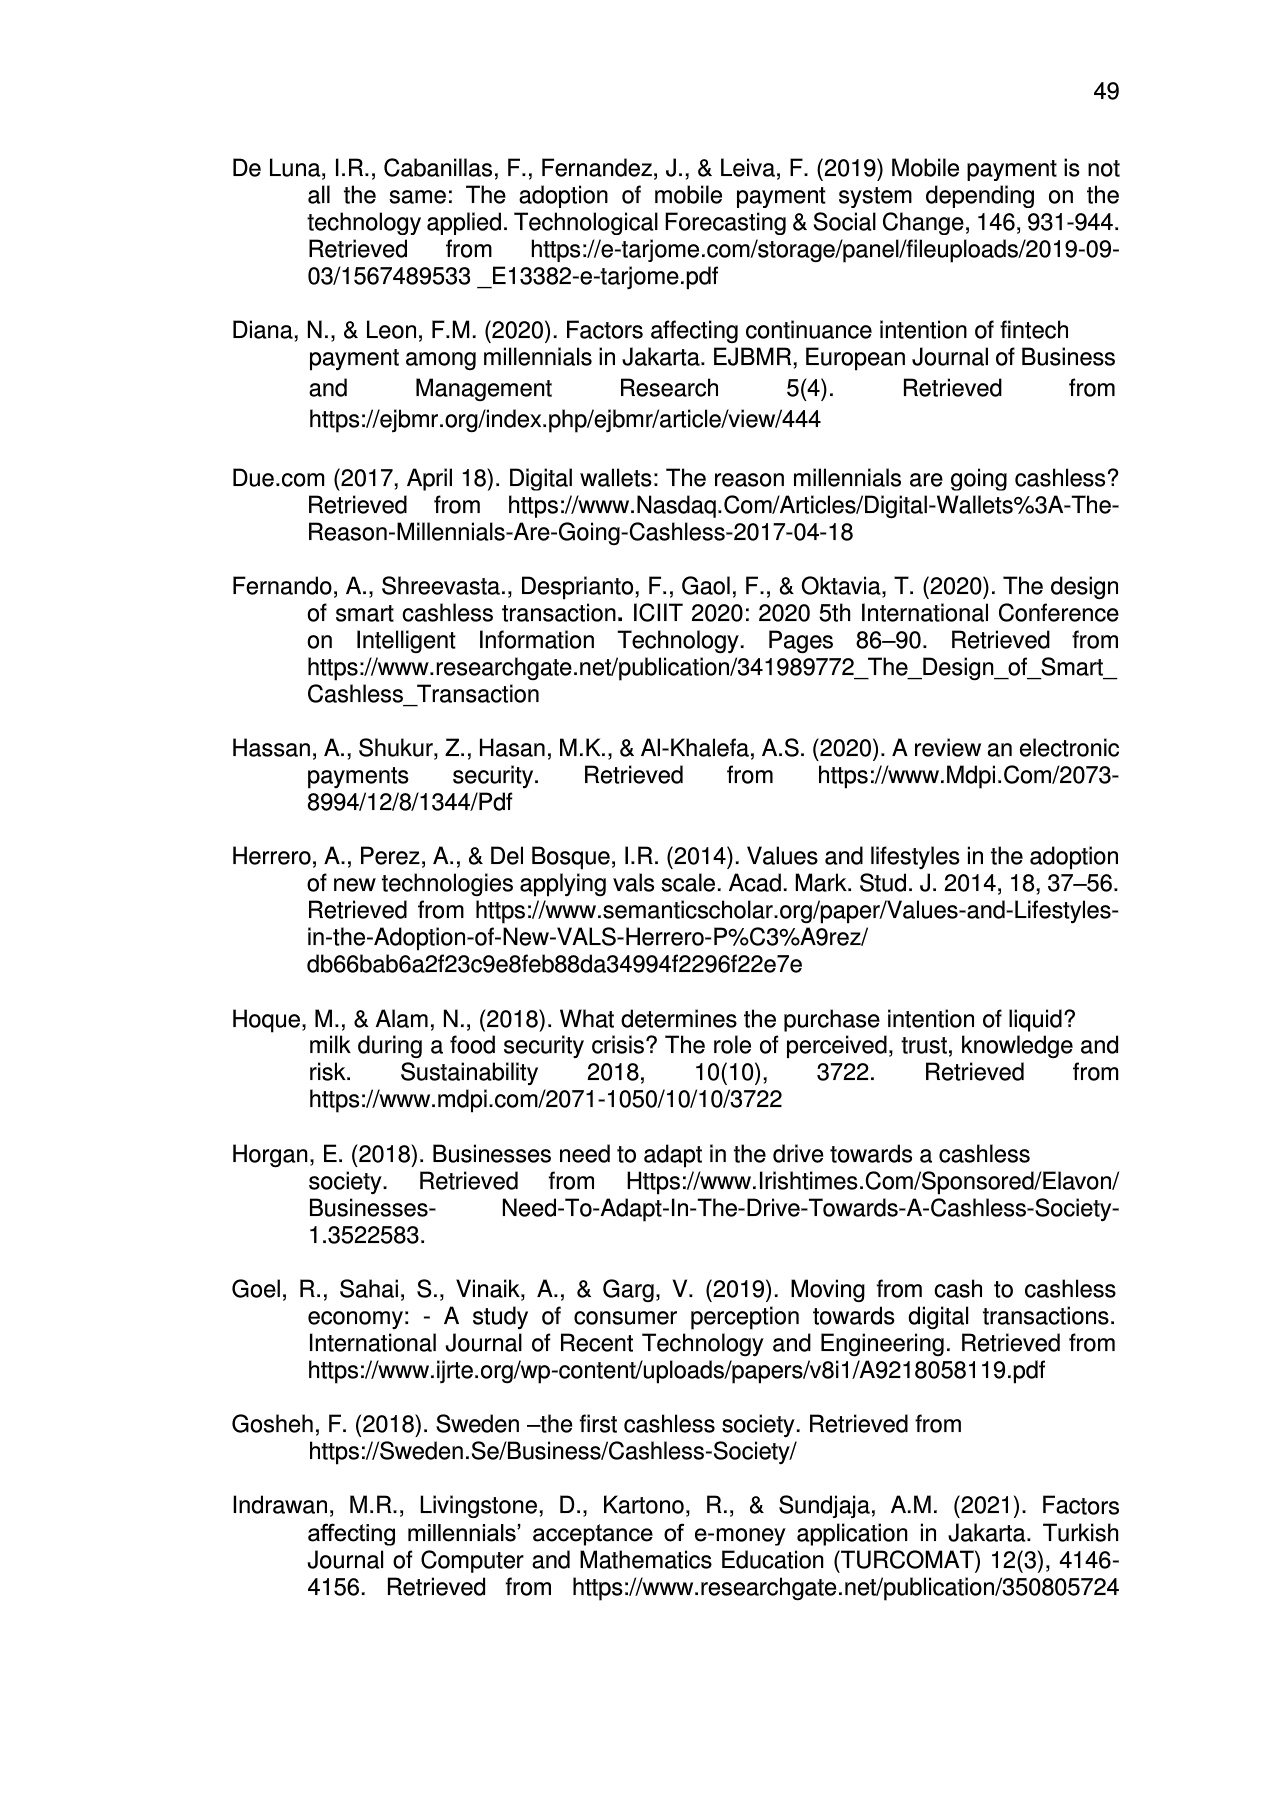 49
De Luna, I.R., Cabanillas, F., Fernandez, J., & Leiva, F. (2019) Mobile payment is not
all the same: The adoption of mobile payment system depending on the
technology applied. Technological Forecasting & Social Change, 146, 931-944.
Retrieved from https://e-tarjome.com/storage/panel/fileuploads/2019-09-
03/1567489533 _E13382-e-tarjome.pdf
Diana, N., & Leon, F.M. (2020). Factors affecting continuance intention of fintech
payment among millennials in Jakarta. EJBMR, European Journal of Business
and Management Research 5(4). Retrieved from
https://ejbmr.org/index.php/ejbmr/article/view/444
Due.com (2017, April 18). Digital wallets: The reason millennials are going cashless?
Retrieved from https://www.Nasdaq.Com/Articles/Digital-Wallets%3A-The-
Reason-Millennials-Are-Going-Cashless-2017-04-18
Fernando, A., Shreevasta., Desprianto, F., Gaol, F., & Oktavia, T. (2020). The design
of smart cashless transaction. ICIIT 2020: 2020 5th International Conference
on Intelligent Information Technology. Pages 86–90. Retrieved from
https://www.researchgate.net/publication/341989772_The_Design_of_Smart_
Cashless_Transaction
Hassan, A., Shukur, Z., Hasan, M.K., & Al-Khalefa, A.S. (2020). A review an electronic
payments security. Retrieved from https://www.Mdpi.Com/2073-
8994/12/8/1344/Pdf
Herrero, A., Perez, A., & Del Bosque, I.R. (2014). Values and lifestyles in the adoption
of new technologies applying vals scale. Acad. Mark. Stud. J. 2014, 18, 37–56.
Retrieved from https://www.semanticscholar.org/paper/Values-and-Lifestyles-
in-the-Adoption-of-New-VALS-Herrero-P%C3%A9rez/
db66bab6a2f23c9e8feb88da34994f2296f22e7e
Hoque, M., & Alam, N., (2018). What determines the purchase intention of liquid?
milk during a food security crisis? The role of perceived, trust, knowledge and
risk. Sustainability 2018, 10(10), 3722. Retrieved from
https://www.mdpi.com/2071-1050/10/10/3722
Horgan, E. (2018). Businesses need to adapt in the drive towards a cashless
society. Retrieved from Https://www.Irishtimes.Com/Sponsored/Elavon/
Businesses- Need-To-Adapt-In-The-Drive-Towards-A-Cashless-Society-
1.3522583.
Goel, R., Sahai, S., Vinaik, A., & Garg, V. (2019). Moving from cash to cashless
economy: - A study of consumer perception towards digital transactions.
International Journal of Recent Technology and Engineering. Retrieved from
https://www.ijrte.org/wp-content/uploads/papers/v8i1/A9218058119.pdf
Gosheh, F. (2018). Sweden –the first cashless society. Retrieved from
https://Sweden.Se/Business/Cashless-Society/
Indrawan, M.R., Livingstone, D., Kartono, R., & Sundjaja, A.M. (2021). Factors
affecting millennials’ acceptance of e-money application in Jakarta. Turkish
Journal of Computer and Mathematics Education (TURCOMAT) 12(3), 4146-
4156. Retrieved from https://www.researchgate.net/publication/350805724